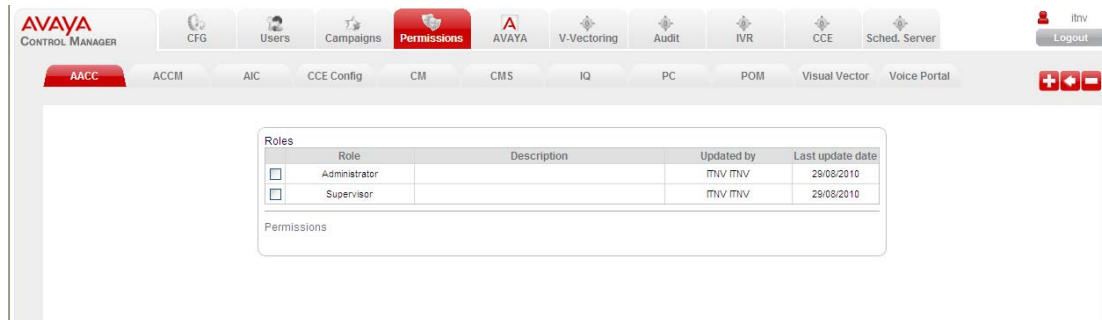 AVAYA
CONTROL MANAGER
CFG Users Campaigns Permissions AVAYA V-Vectoring Audit IVR CCE Sched. Server
itnv
Logout
AACC ACCM AIC CCE Config CM CMS IQ PC POM Visual Vector Voice Portal
Roles
Role Description Updated by Last update date
Administrator ITNV ITNV 29/08/2010
Supervisor ITNV ITNV 29/08/2010
Permissions